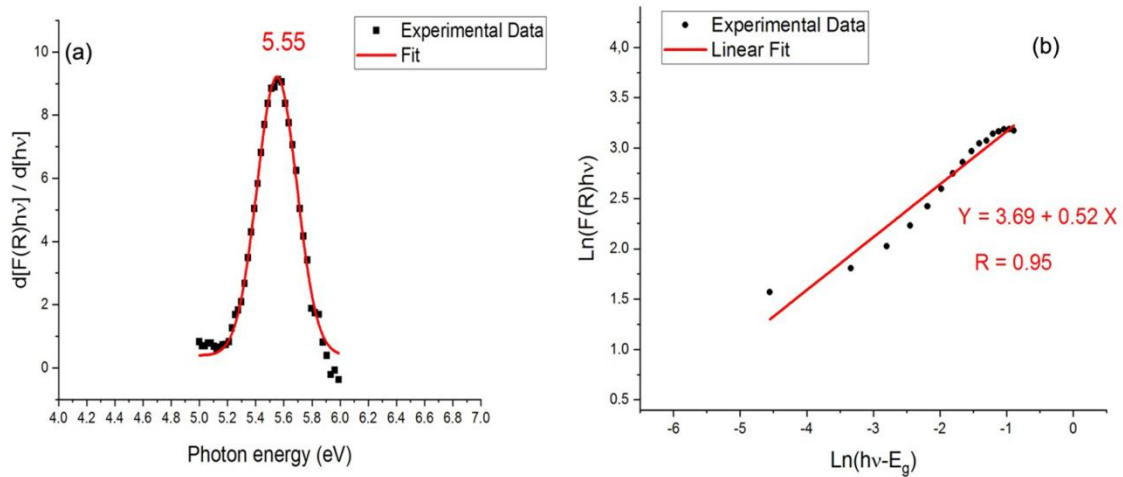 (a)
5.55
Experimental Data
Fit
d[F(R)hν] / d[hν]
10
8
6
4
2
0
4.0 4.2 4.4 4.6 4.8 5.0 5.2 5.4 5.6 5.8 6.0 6.2 6.4 6.6 6.8 7.0
Photon energy (eV)
Experimental Data
Linear Fit
(b)
Ln(F(R)hν)
4,0
3.5
3.0
2.5
2.0
1.5
1.0
0.5
Y = 3.69 + 0.52 X
R = 0.95
-6 -5 -4 -3 -2 -1 0
Ln(hν-Eg)